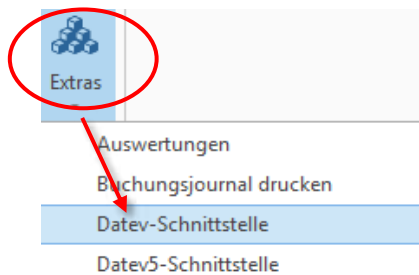 Extras
Auswertungen
Buchungsjournal drucken
Datev-Schnittstelle
Datev5-Schnittstelle